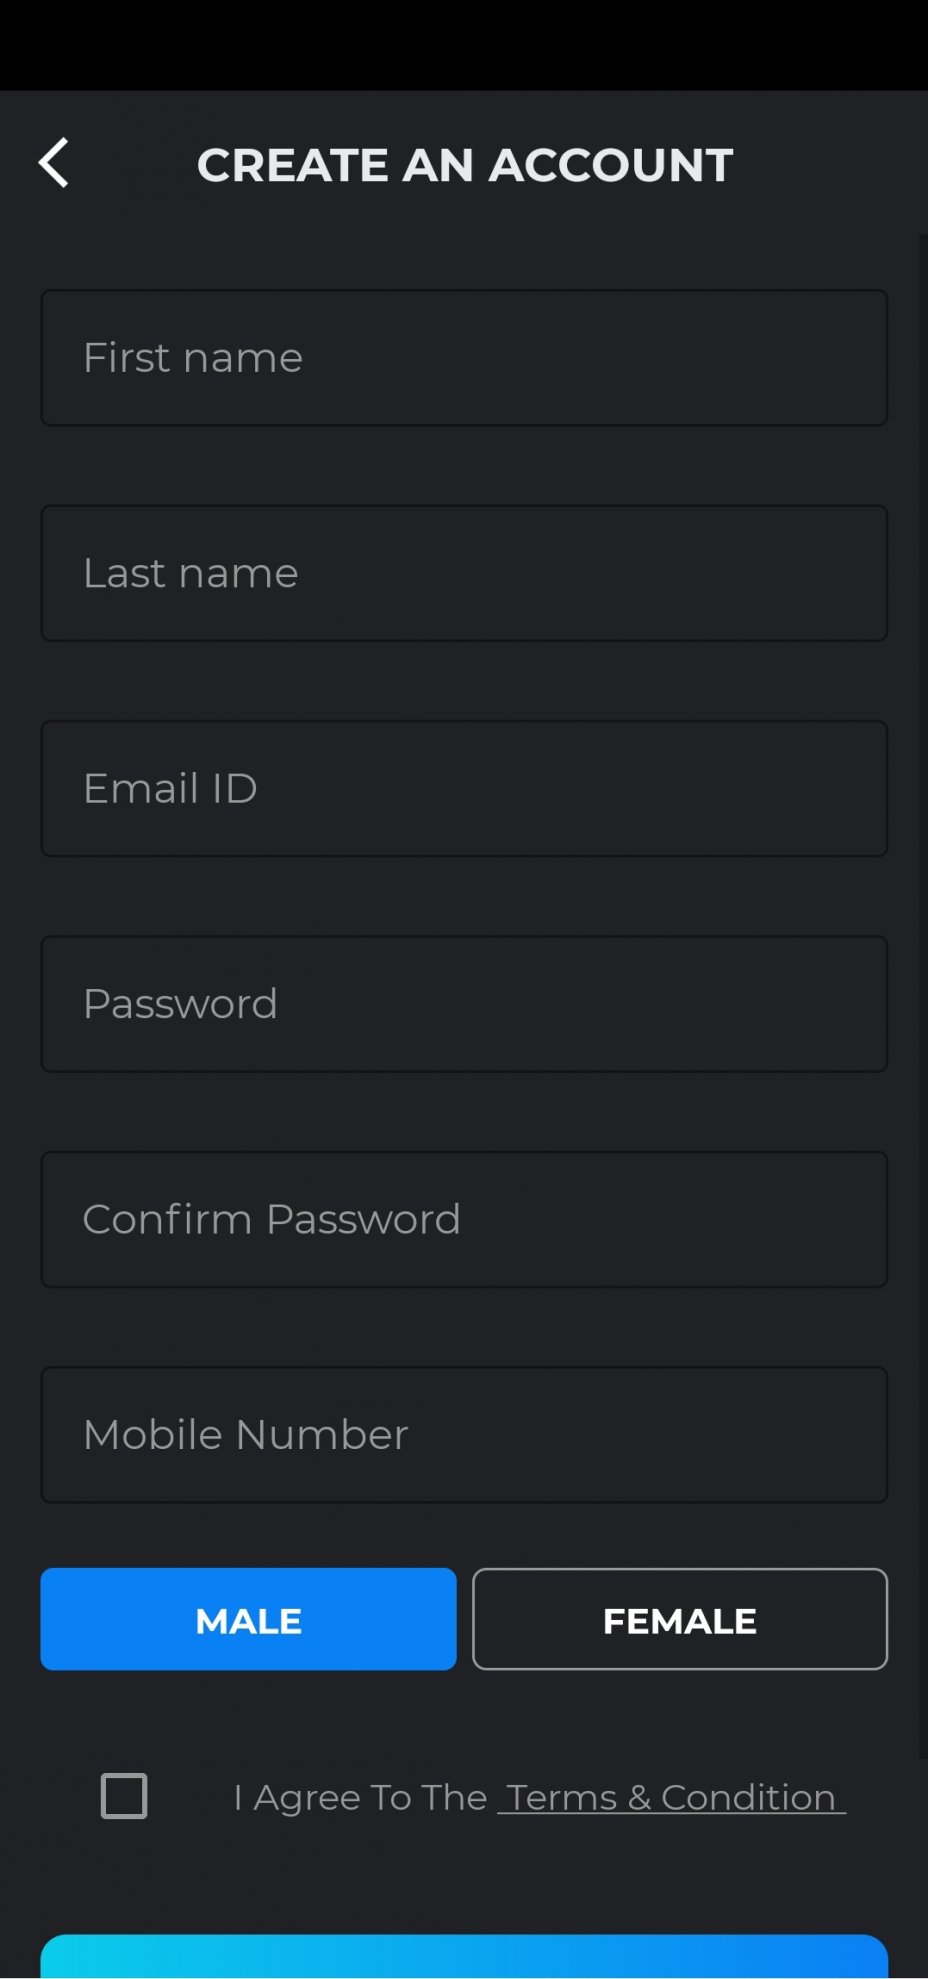 CREATE AN ACCOUNT
First name
Last name
Email ID
Password
Confirm Password
Mobile Number
MALE FEMALE
I Agree To The Terms & Condition